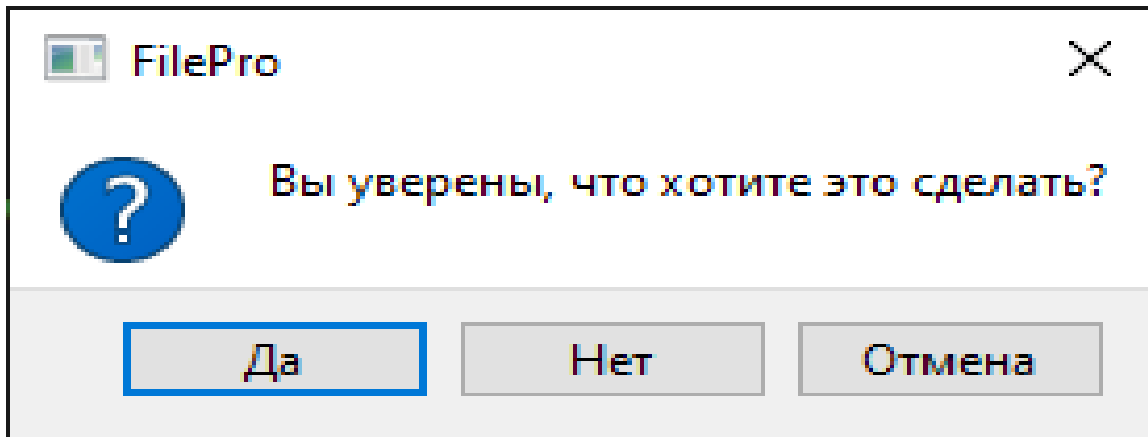 FilePro
Вы уверены, что хотите это сделать?
Да
Нет
Отмена